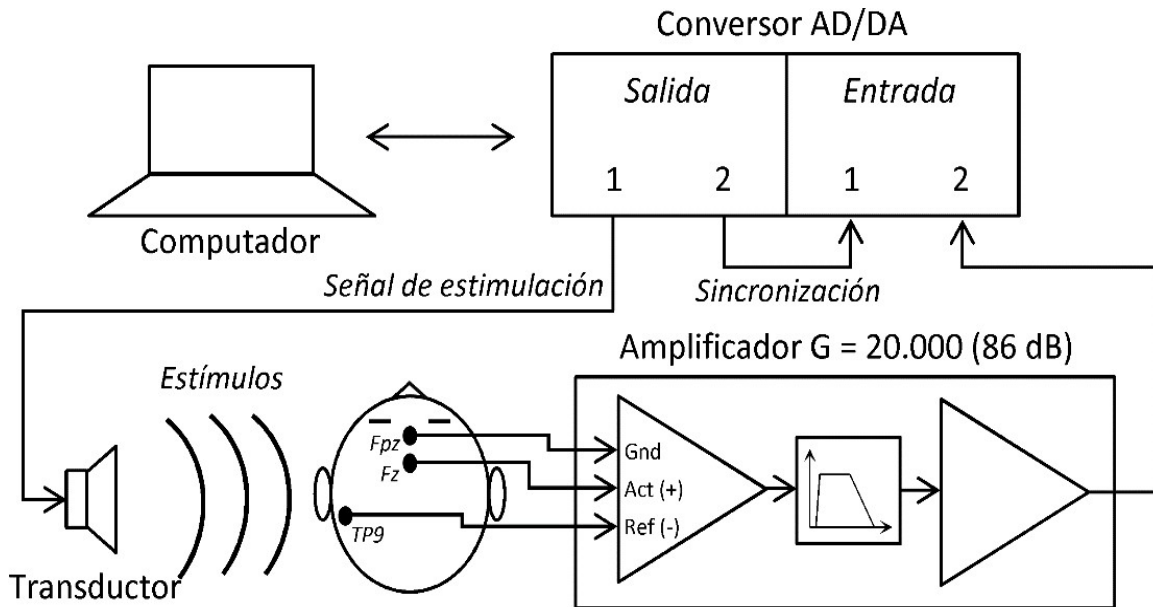 Conversor AD/DA
Salida
Entrada
1
2
1
2
Computador
Señal de estimulación
Sincronización
Amplificador G = 20.000 (86 dB)
Estímulos
Fpz
Fz
TP9
Gnd
Act (+)
Ref (-)
Transductor